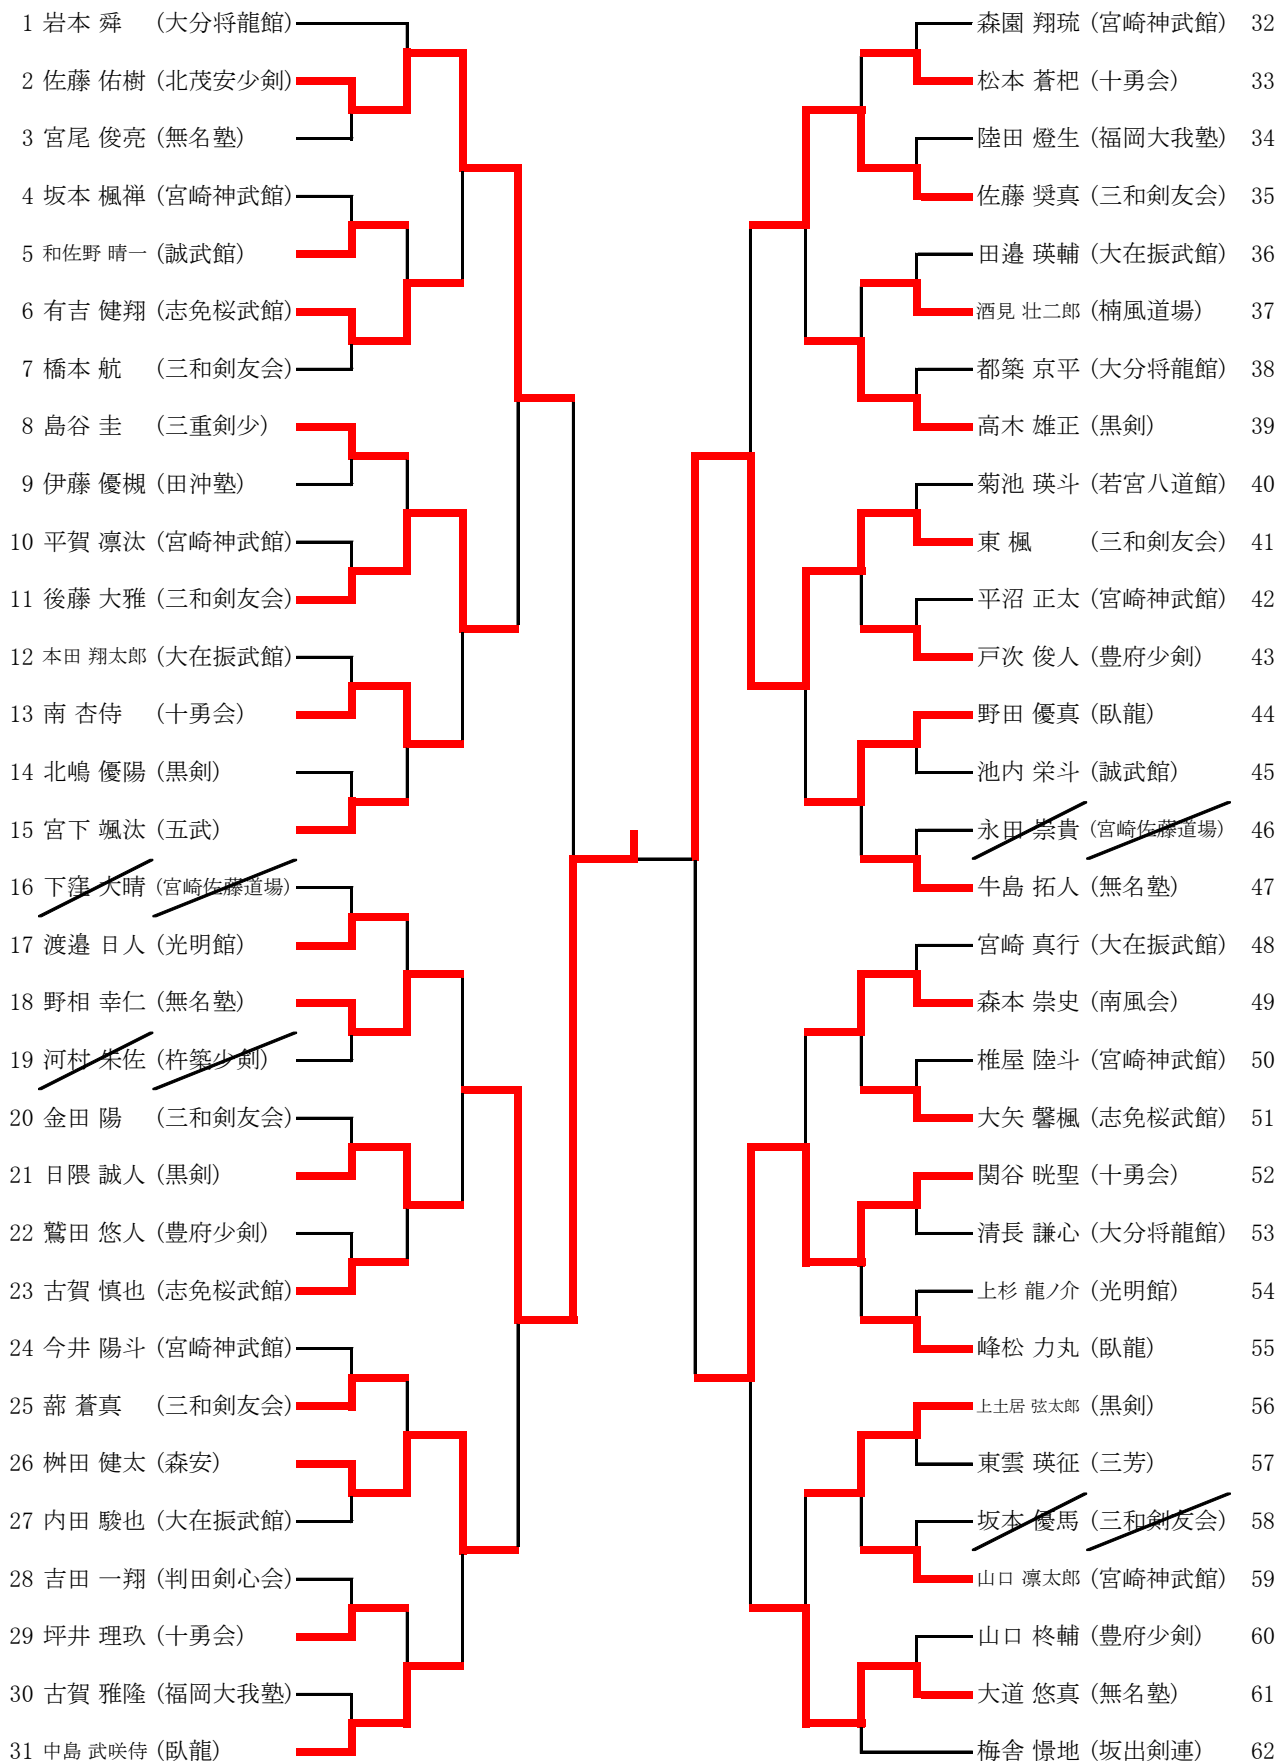 1 岩本 舜 (大分将龍館)
2 佐藤 佑樹 (北茂安少剣)
3 宮尾 俊亮 (無名塾)
4 坂本 楓禅 (宮崎神武館)
5 和佐野 晴一 (誠武館)
6 有吉 健翔 (志免桜武館)
7 橋本 航 (三和剣友会)
8 島谷 圭 (三重剣少)
9 伊藤 優槻 (田沖塾)
10 平賀 凛汰 (宮崎神武館)
11 後藤 大雅 (三和剣友会)
12 本田 翔太郎 (大在振武館)
13 南 杏侍 (十勇会)
14 北嶋 優陽 (黒剣)
15 宮下 颯汰 (五武)
16 下窪 大晴 (宮崎佐藤道場)
17 渡邉 日人 (光明館)
18 野相 幸仁 (無名塾)
19 河村 朱佐 (杵築少剣)
20 金田 陽 (三和剣友会)
21 日隈 誠人 (黒剣)
22 鷲田 悠人 (豊府少剣)
23 古賀 慎也 (志免桜武館)
24 今井 陽斗 (宮崎神武館)
25 蔀 蒼真 (三和剣友会)
26 桝田 健太 (森安)
27 内田 駿也 (大在振武館)
28 吉田 一翔 (判田剣心会)
29 坪井 理玖 (十勇会)
30 古賀 雅隆 (福岡大我塾)
31 中島 武咲侍 (臥龍)
森園 翔琉 (宮崎神武館) 32
松本 蒼杷 (十勇会) 33
陸田 燈生 (福岡大我塾) 34
佐藤 奨真 (三和剣友会) 35
田邉 瑛輔 (大在振武館) 36
酒見 壮二郎 (楠風道場) 37
都築 京平 (大分将龍館) 38
高木 雄正 (黒剣) 39
菊池 瑛斗 (若宮八道館) 40
東 楓 (三和剣友会) 41
平沼 正太 (宮崎神武館) 42
戸次 俊人 (豊府少剣) 43
野田 優真 (臥龍) 44
池内 栄斗 (誠武館) 45
永田 崇貴 (宮崎佐藤道場) 46
牛島 拓人 (無名塾) 47
宮崎 真行 (大在振武館) 48
森本 崇史 (南風会) 49
椎屋 陸斗 (宮崎神武館) 50
大矢 馨楓 (志免桜武館) 51
関谷 晄聖 (十勇会) 52
清長 謙心 (大分将龍館) 53
上杉 龍ノ介 (光明館) 54
峰松 力丸 (臥龍) 55
上土居 弦太郎 (黒剣) 56
東雲 瑛征 (三芳) 57
坂本 優馬 (三和剣友会) 58
山口 凛太郎 (宮崎神武館) 59
山口 柊輔 (豊府少剣) 60
大道 悠真 (無名塾) 61
梅舎 憬地 (坂出剣連) 62